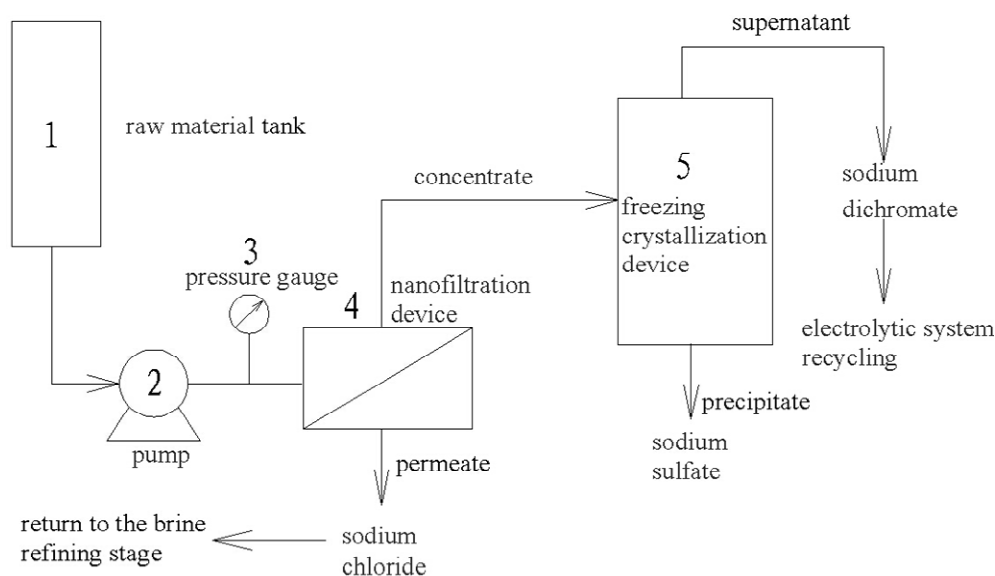 supernatant
1
raw material tank
5
concentrate
sodium
dichromate
freezing
crystallization
device
3
pressure gauge
4
nanofiltration
device
electrolytic system
recycling
2
pump
precipitate
sodium
sulfate
permeate
return to the brine
refining stage
sodium
chloride